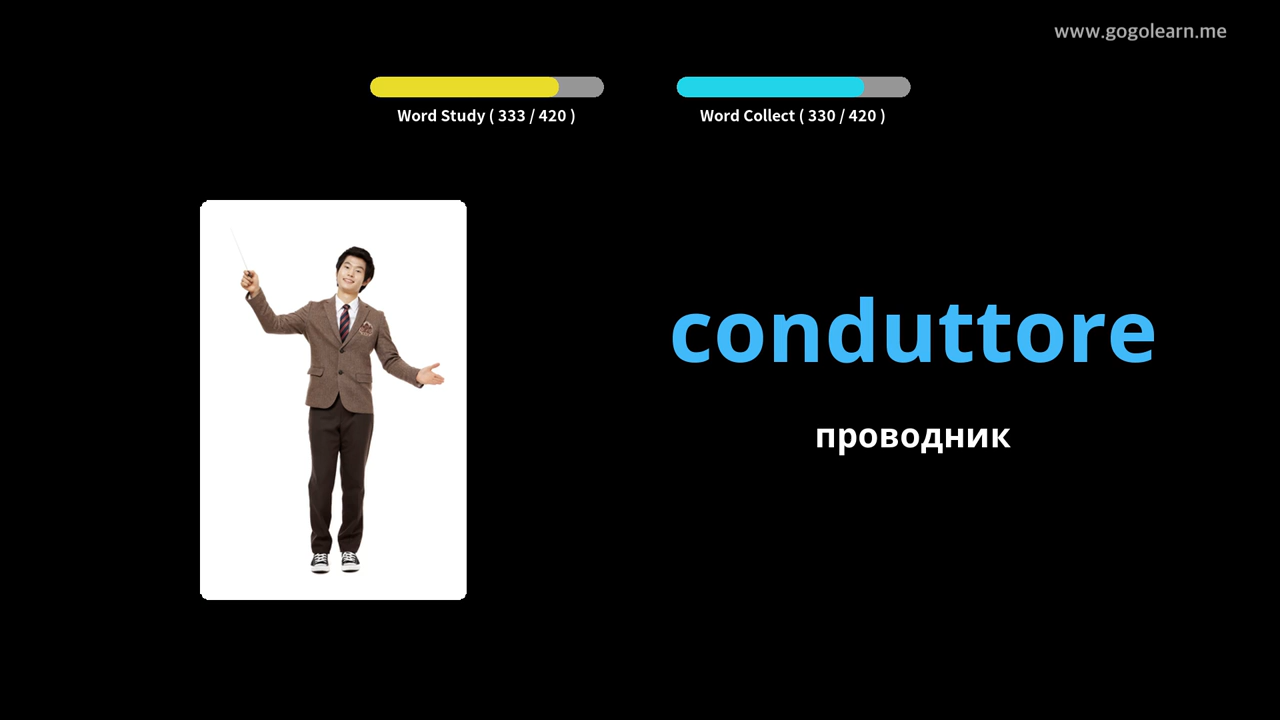 www.gogolearn.me
Word Study ( 333 / 420 )
Word Collect ( 330 / 420 )
conduttore
проводник